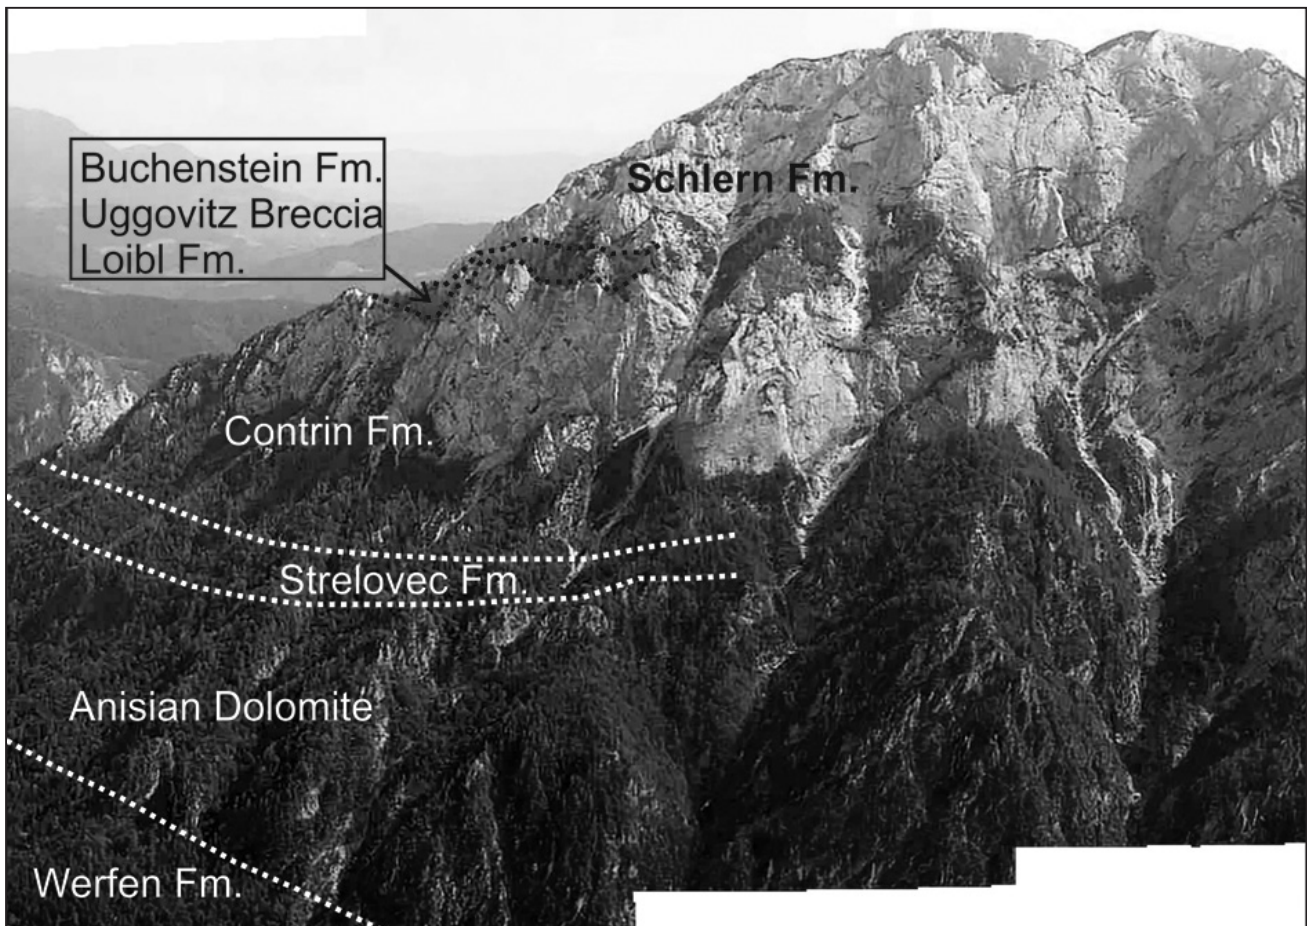 Buchenstein Fm.
Uggovitz Breccia
Loibl Fm.
Schlern Fm.
Contrin Fm.
Strelovec Fm.
Anisian Dolomite
Werfen Fm.